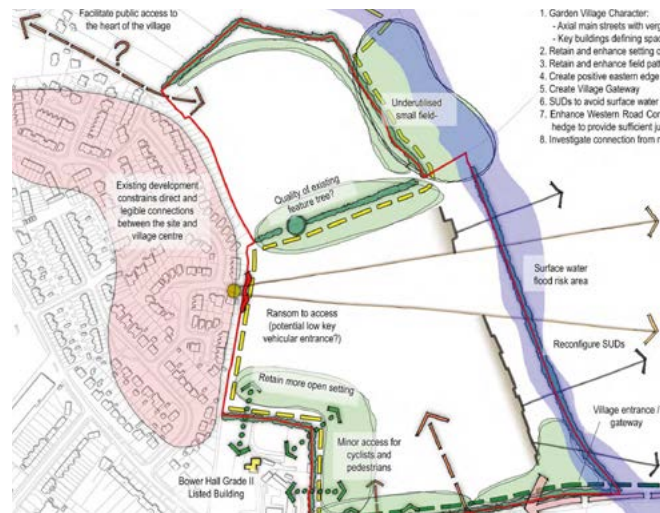 Facilitate public access to
the heart of the village
?
1. Garden Village Character:
- Axial main streets with
- Key buildings defining
2. Retain and enhance setting
3. Retain and enhance field
4. Create positive eastern edge
5. Create Village Gateway
6. SUDs to avoid surface water
7. Enhance Western Road
hedge to provide sufficient
8. Investigate connection from
Underutilised
small field-
Existing development
constrains direct and
legible connections
between the site and
village centre
Quality of existing
feature tree?
Surface water
flood risk area
Ransom to access
(potential low key
vehicular entrance?)
Reconfigure SUDs
Retain more open setting
Village entrance /
gateway
Minor access for
cyclists and
pedestrians
Bower Hall Grade II
Listed Building